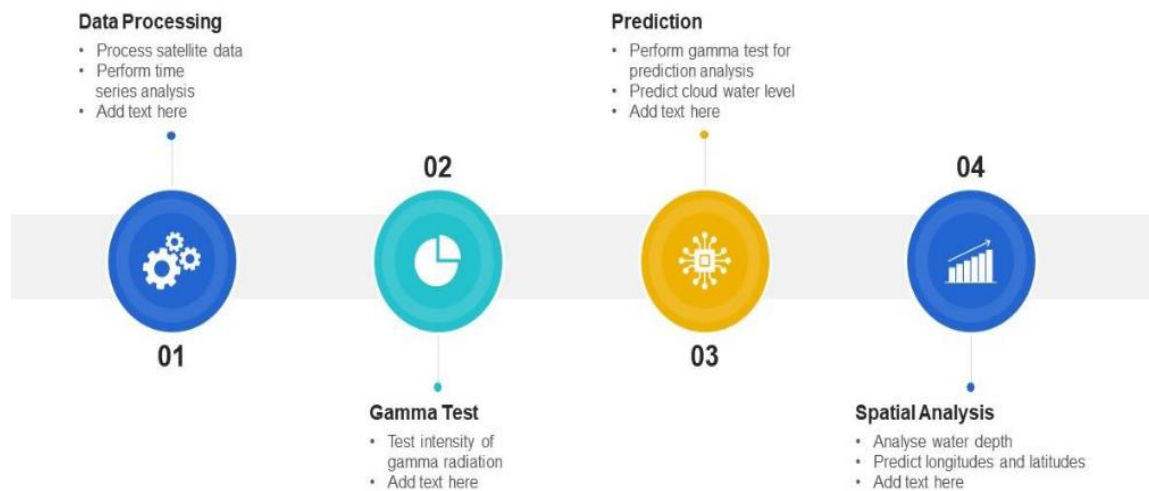 Data Processing
• Process satellite data
• Perform time
series analysis
• Add text here
01
02
Gamma Test
• Test intensity of
gamma radiation
• Add text here
Prediction
• Perform gamma test for
prediction analysis
• Predict cloud water level
• Add text here
03
04
Spatial Analysis
• Analyse water depth
• Predict longitudes and latitudes
• Add text here